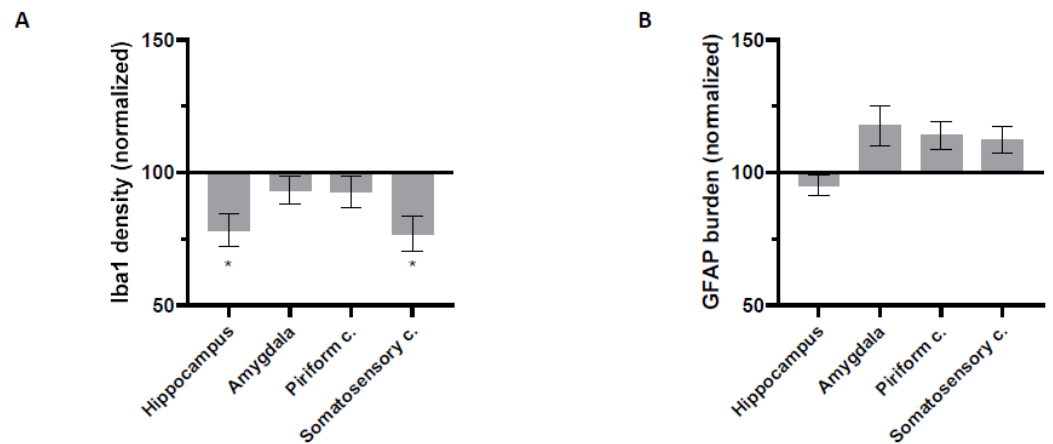 A
Iba1 density (normalized)
150
100
50
*
*
Hippocampus
Amygdala
Piriform c.
Somatosensory c.
B
GFAP burden (normalized)
150
100
50
Hippocampus
Amygdala
Piriform c.
Somatosensory c.